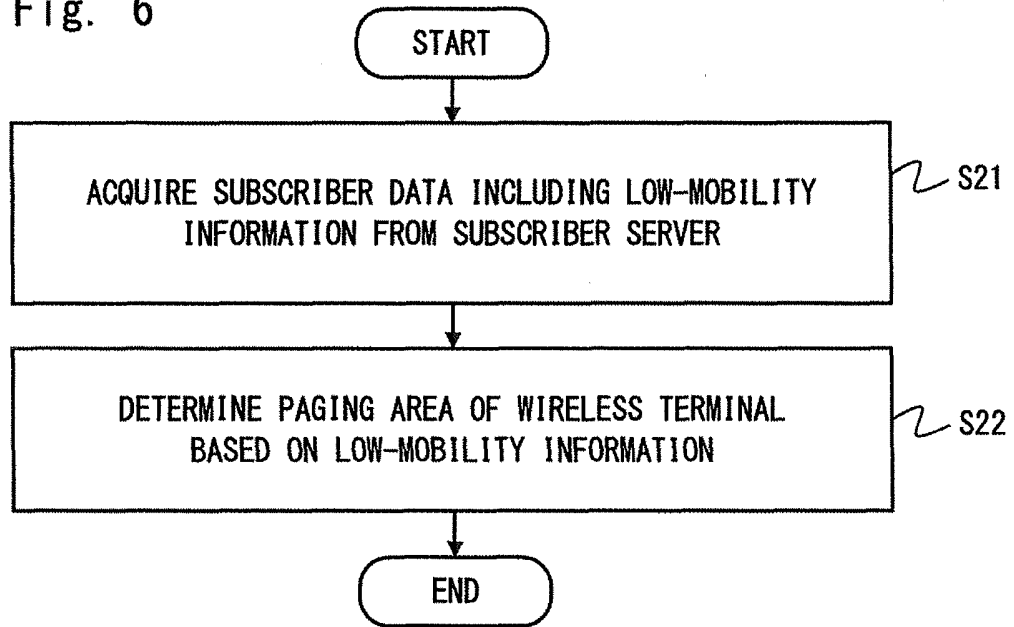 Fig. 6
START
ACQUIRE SUBSCRIBER DATA INCLUDING LOW-MOBILITY
INFORMATION FROM SUBSCRIBER SERVER
S21
DETERMINE PAGING AREA OF WIRELESS TERMINAL
BASED ON LOW-MOBILITY INFORMATION
S22
END